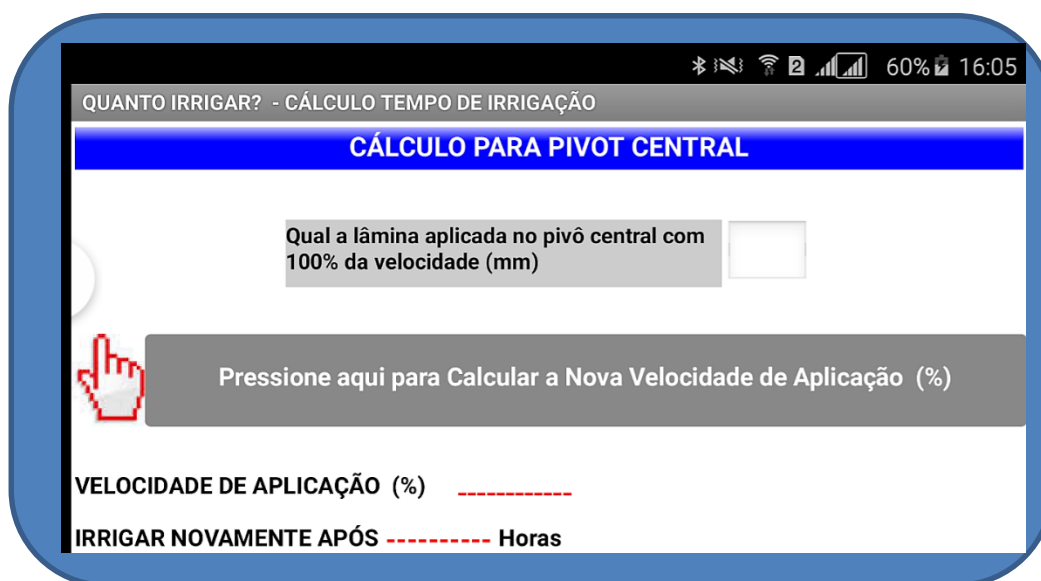 2 60% 16:05
QUANTO IRRIGAR? - CÁLCULO TEMPO DE IRRIGAÇÃO
CÁLCULO PARA PIVOT CENTRAL
Qual a lâmina aplicada no pivô central com
100% da velocidade (mm)
Pressione aqui para Calcular a Nova Velocidade de Aplicação (%)
VELOCIDADE DE APLICAÇÃO (%) ------------
IRRIGAR NOVAMENTE APÓS ---------- Horas